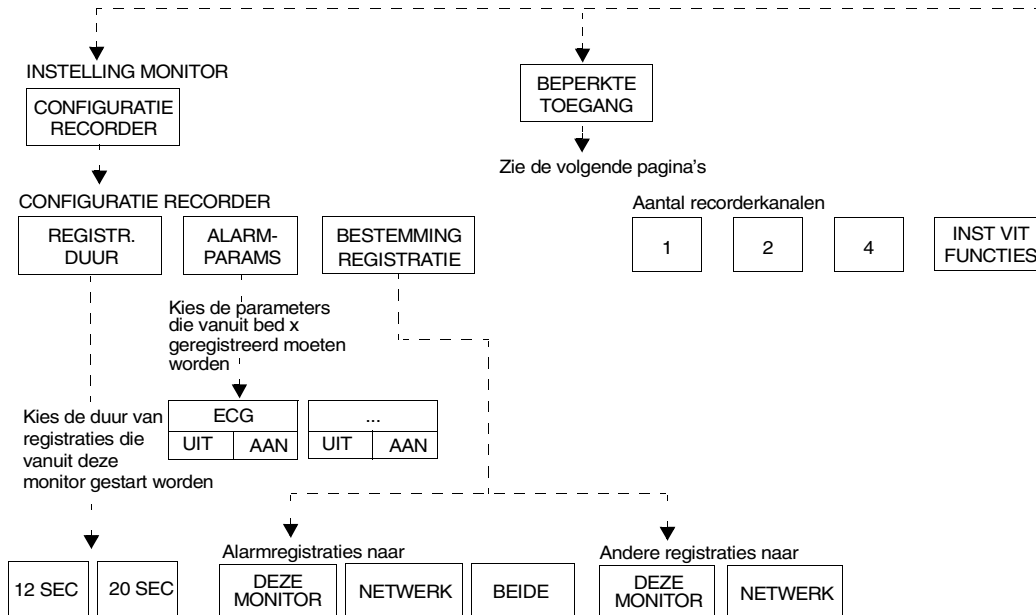 INSTELLING MONITOR
CONFIGURATIE
RECORDER
BEPERKTE
TOEGANG
Zie de volgende pagina's
CONFIGURATIE RECORDER
REGISTR.
DUUR
ALARM-
PARAMS
BESTEMMING
REGISTRATIE
Aantal recorderkanalen
1
2
4
INST VIT
FUNCTIES
Kies de parameters
die vanuit bed x
geregistreerd moeten
worden
ECG
UIT
AAN
...
UIT
AAN
Kies de duur van
registraties die
vanuit deze
monitor gestart worden
12 SEC
20 SEC
Alarmregistraties naar
DEZE
MONITOR
NETWERK
BEIDE
Andere registraties naar
DEZE
MONITOR
NETWERK